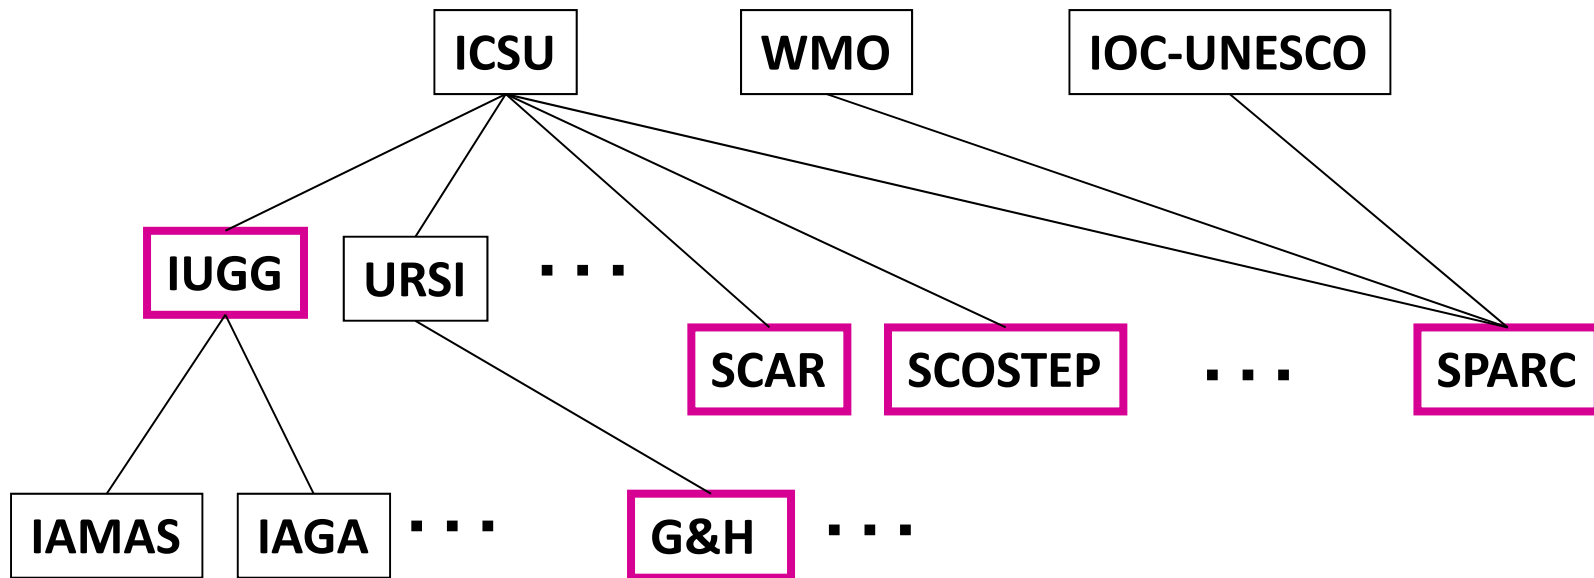 ICSU
WMO
IOC-UNESCO
IUGG
URSI
. . .
SCAR
SCOSTEP
. . .
SPARC
IAMAS
IAGA
. . .
G&H
. . .